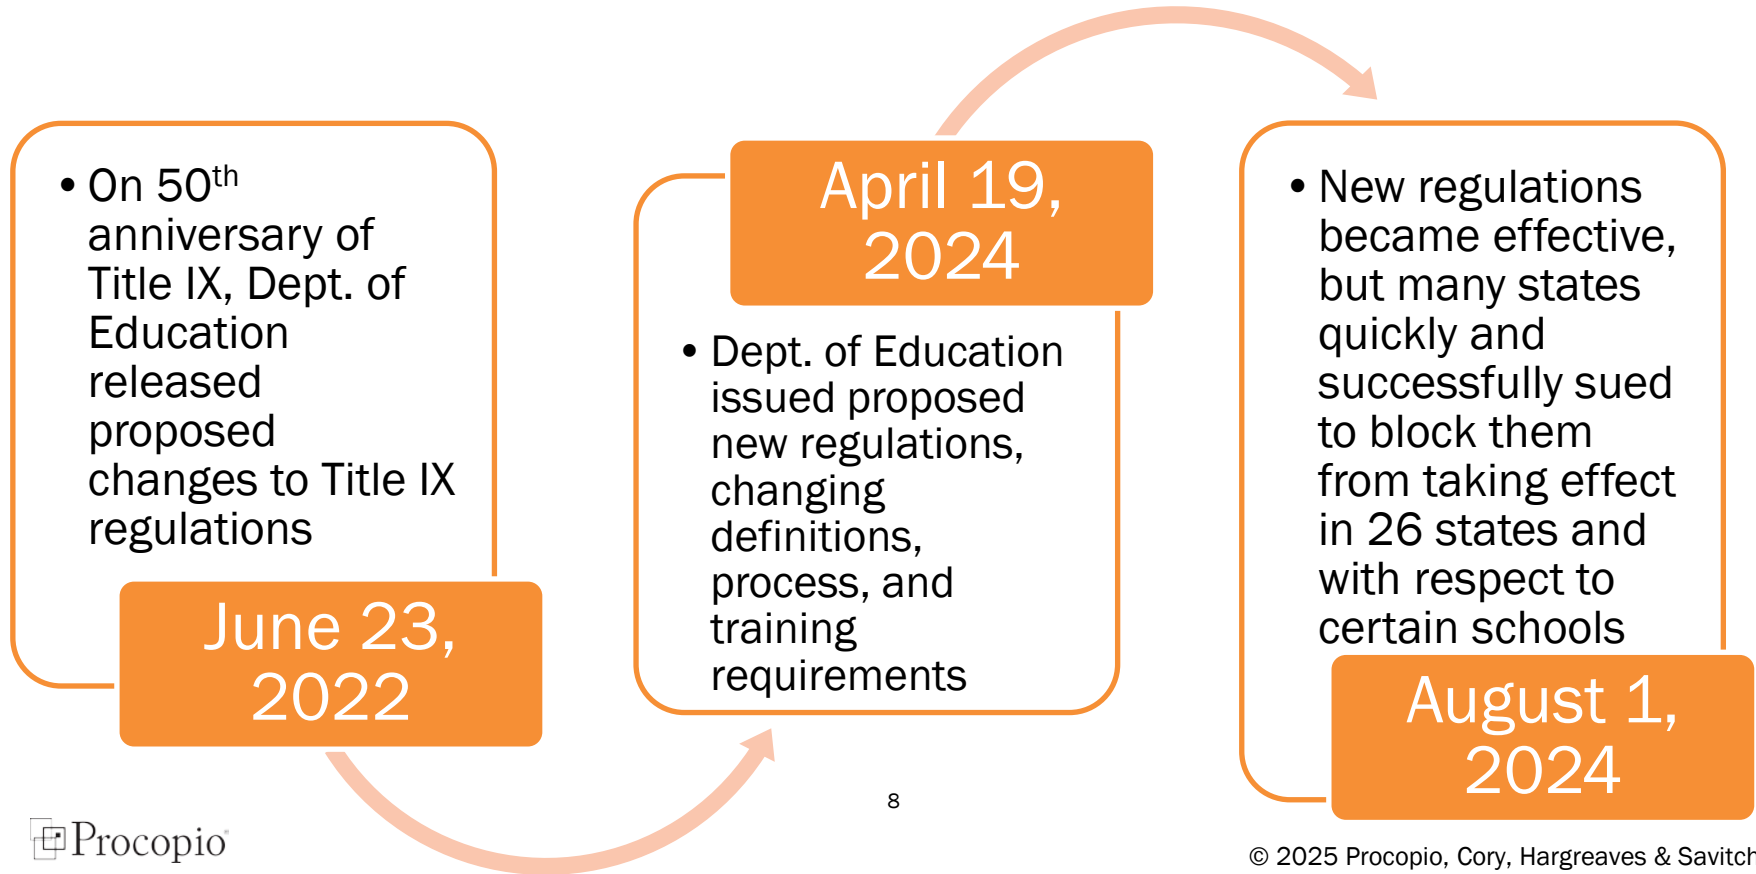 • On 50th
anniversary of
Title IX, Dept. of
Education
released
proposed
changes to Title IX
regulations
June 23,
2022
April 19,
2024
• Dept. of Education
issued proposed
new regulations,
changing
definitions,
process, and
training
requirements
• New regulations
became effective,
but many states
quickly and
successfully sued
to block them
from taking effect
in 26 states and
with respect to
certain schools
August 1,
2024
8
Procopio®
© 2025 Procopio, Cory, Hargreaves & Savitch